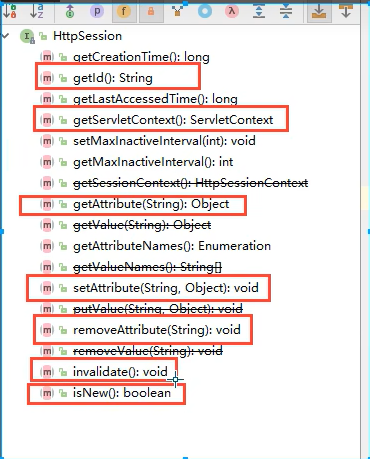 HttpSession
getCreationTime(): long
getId(): String
getLastAccessedTime(): long
getServletContext(): ServletContext
setMaxInactiveInterval(int): void
getMaxInactiveInterval(): int
getSessionContext(): HttpSessionContext
getAttribute(String): Object
getValue(String): Object
getAttributeNames(): Enumeration
getValueNames(): String[]
setAttribute(String, Object): void
putValue(String, Object): void
removeAttribute(String): void
removeValue(String): void
invalidate(): void
isNew(): boolean